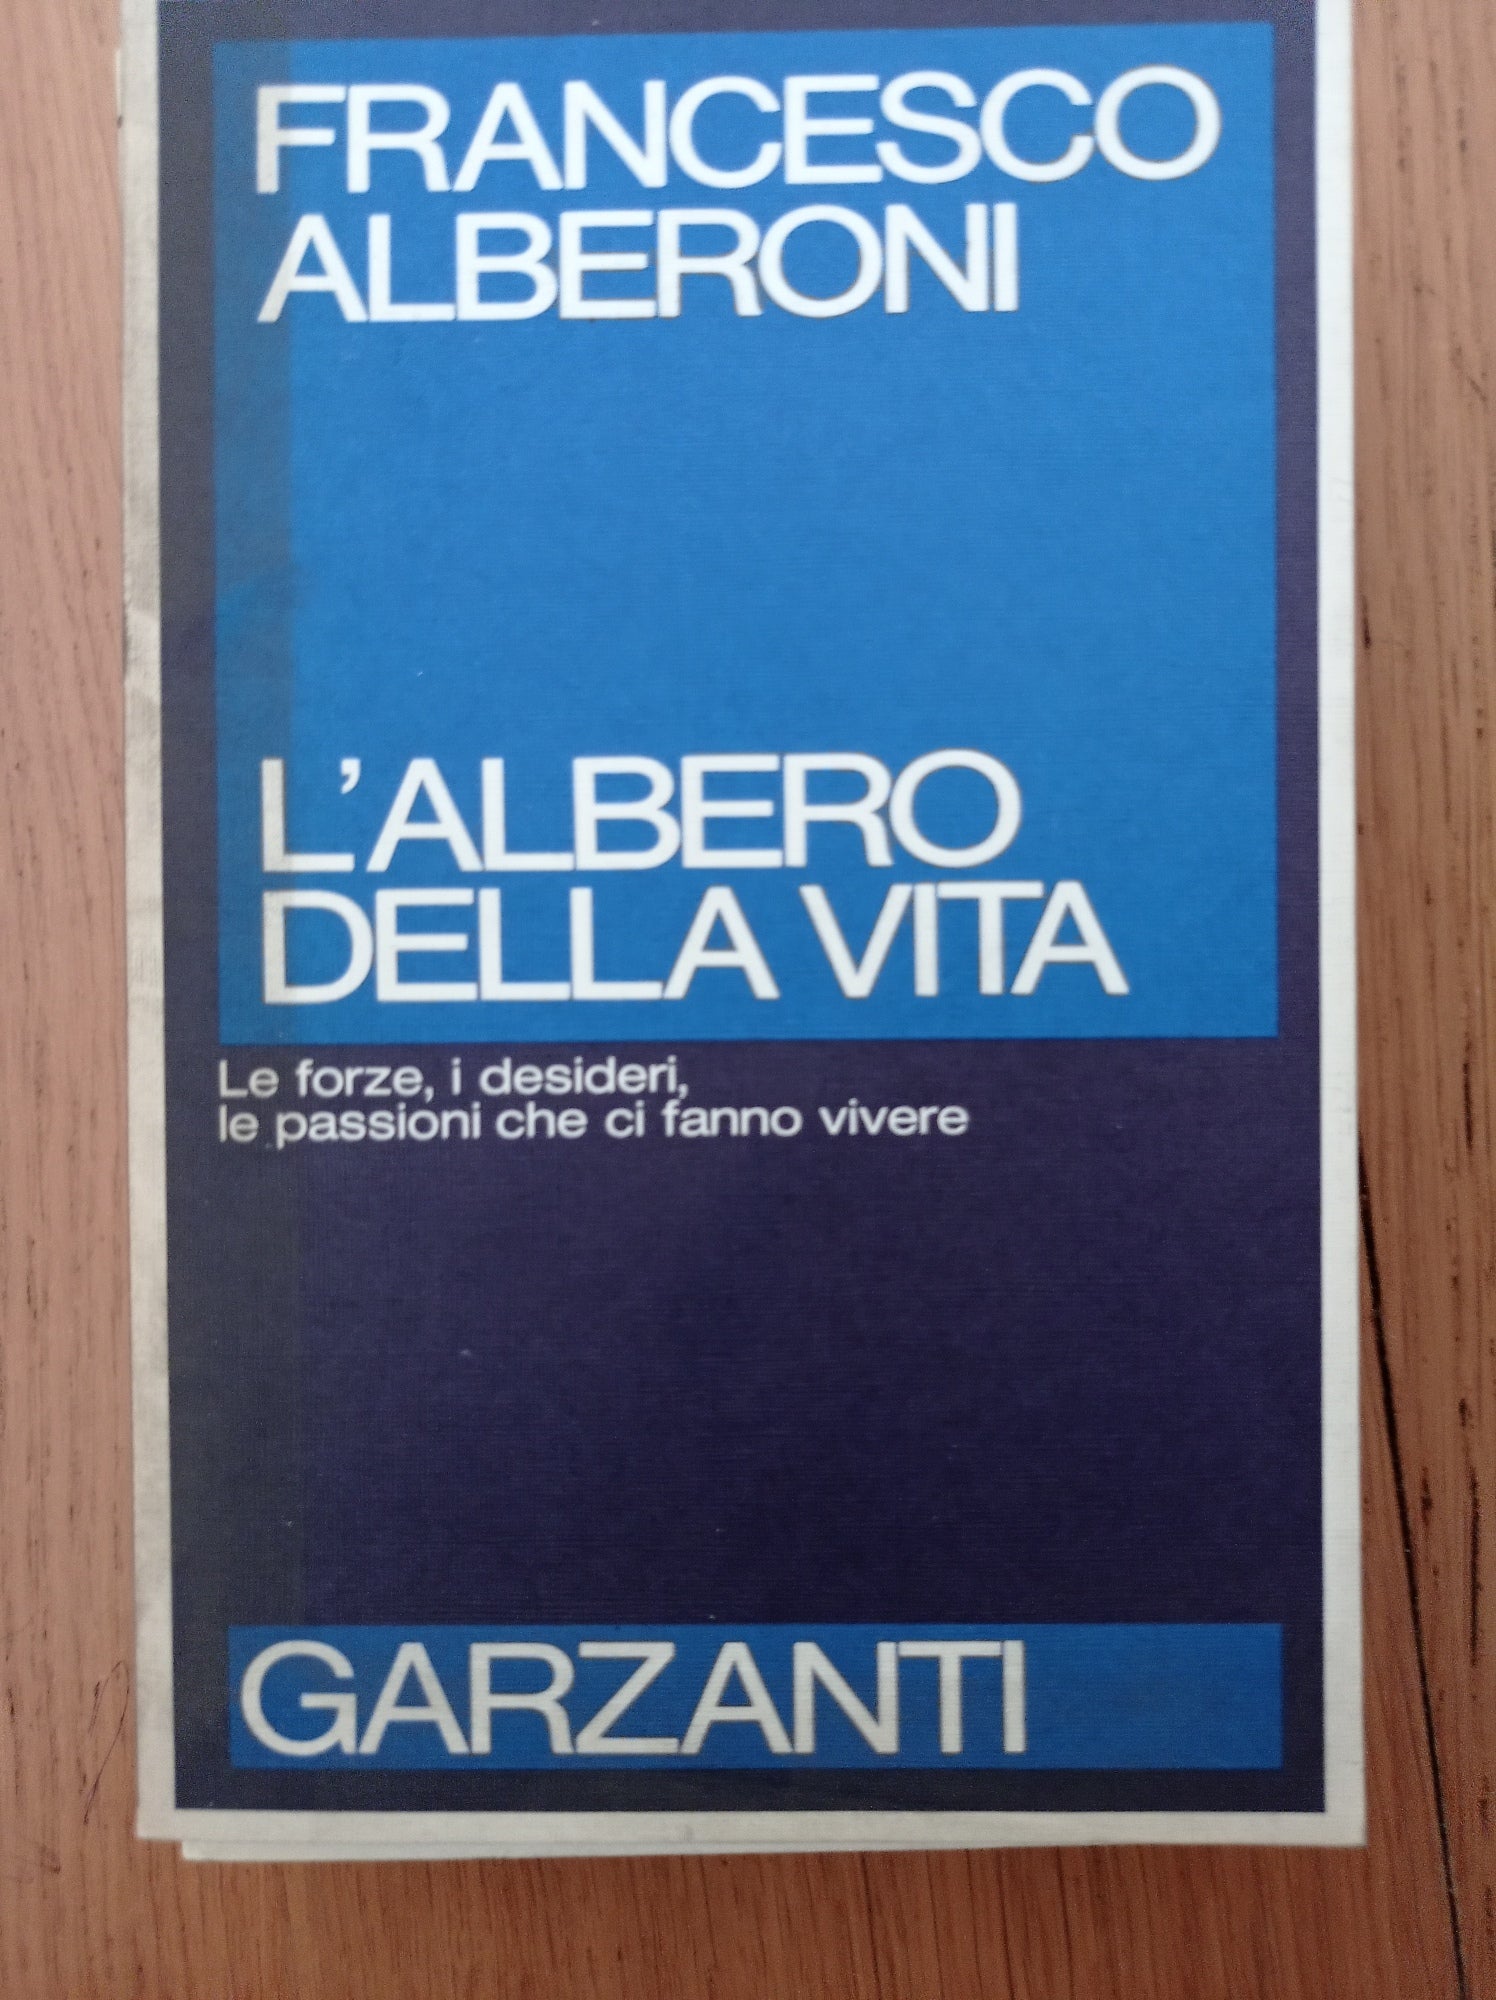 FRANCESCO
ALBERONI
L'ALBERO
DELLA VITA
Le forze, i desideri,
le passioni che ci fanno vivere
GARZANTI